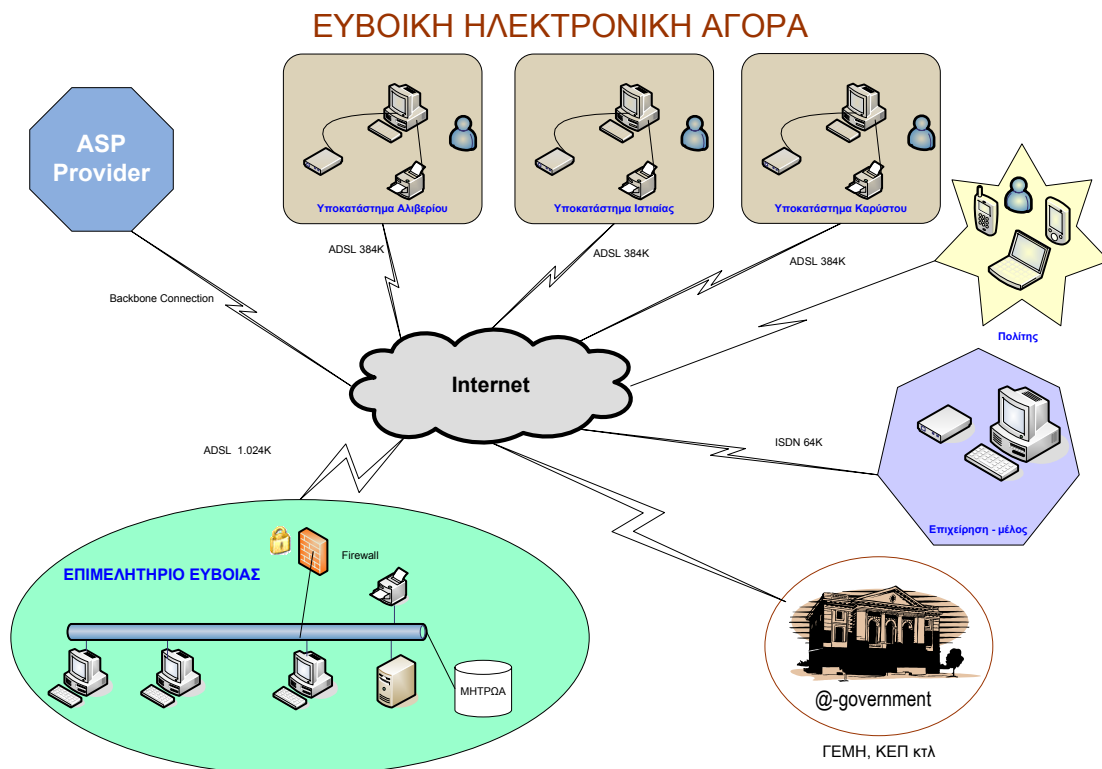 ΕΥΒΟΙΚΗ ΗΛΕΚΤΡΟΝΙΚΗ ΑΓΟΡΑ
ASP
Provider
Υποκατάστημα Αλιβερίου
Υποκατάστημα Ιστιαίας
Υποκατάστημα Καρύστου
ADSL 384K
ADSL 384K
ADSL 384K
Backbone Connection
Πολίτης
Internet
ADSL 1.024K
ISDN 64K
Επιχείρηση - μέλος
Firewall
ΕΠΙΜΕΛΗΤΗΡΙΟ ΕΥΒΟΙΑΣ
ΜΗΤΡΩΑ
@-government
ΓΕΜΗ, ΚΕΠ κτλ